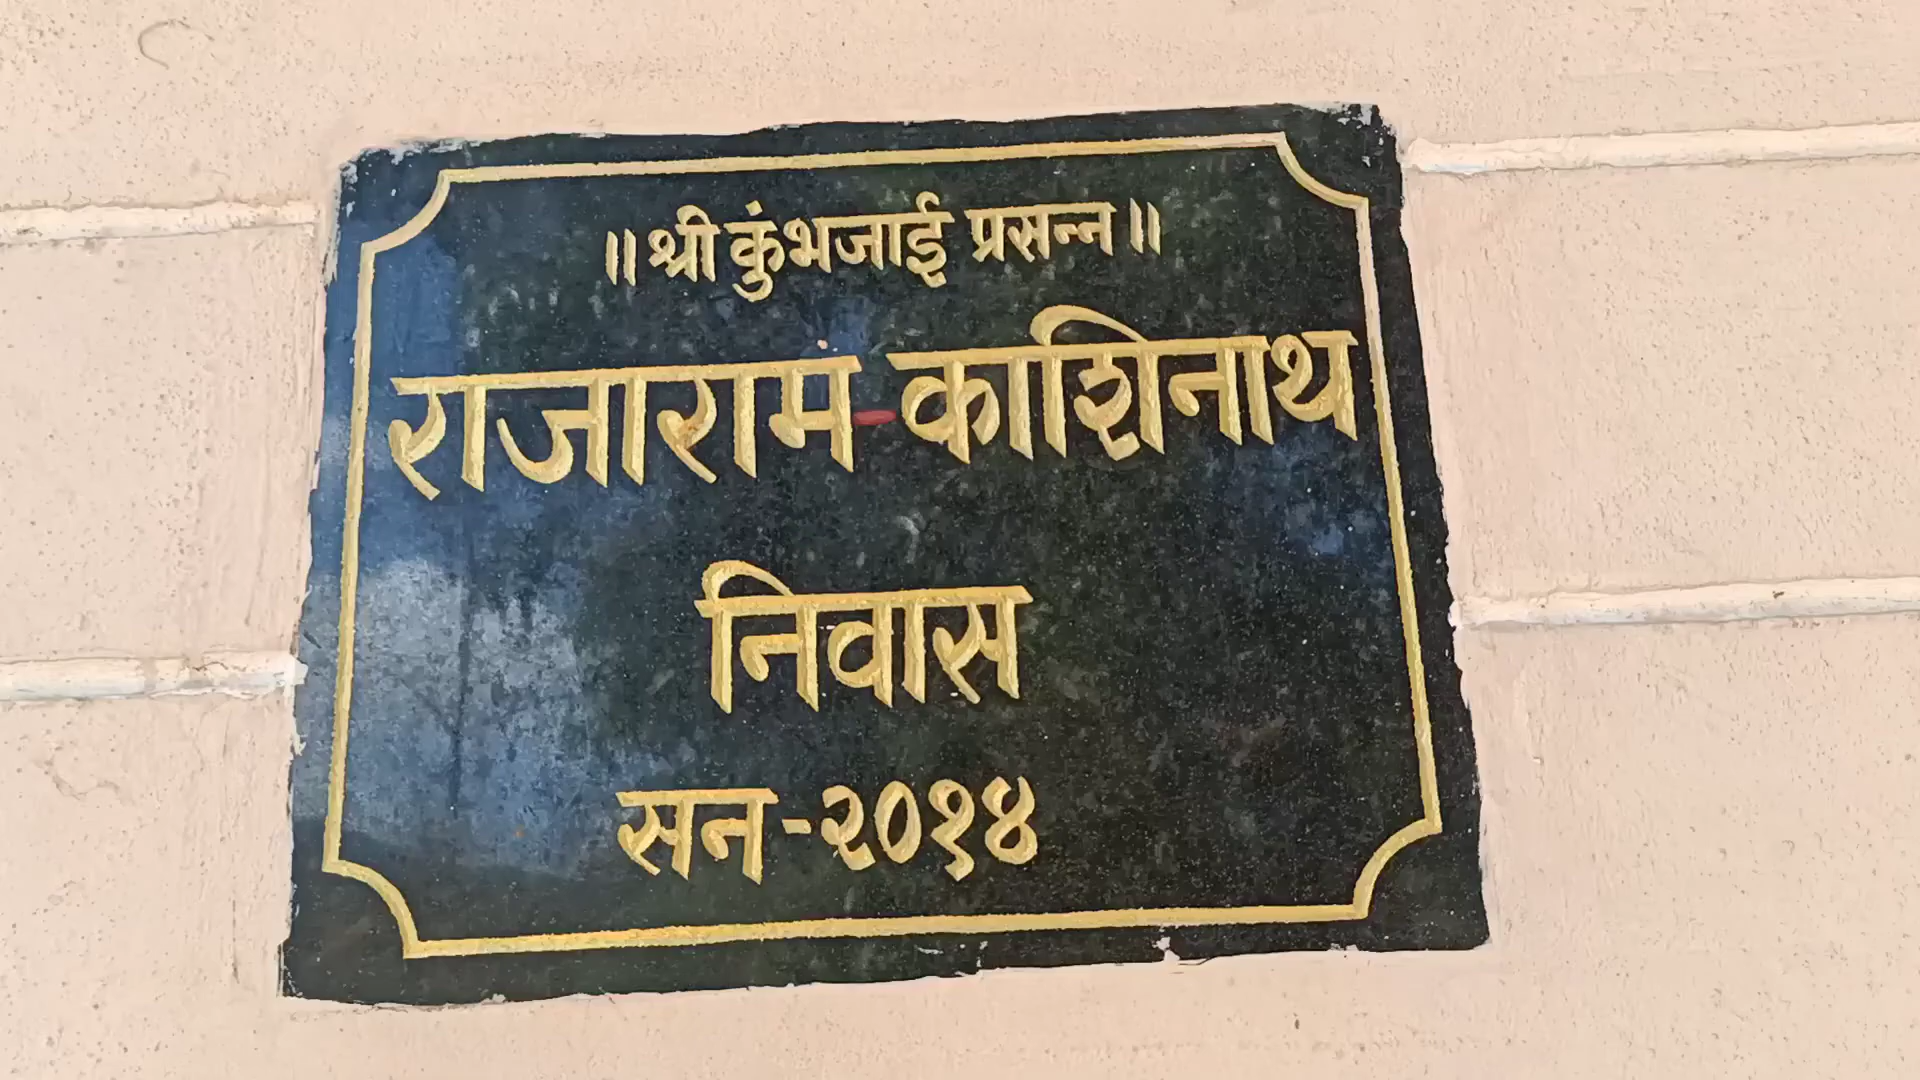 ॥ श्री कुंभजाई प्रसन्न ॥
राजाराम-काशिनाथ
निवास
सन -२०१४